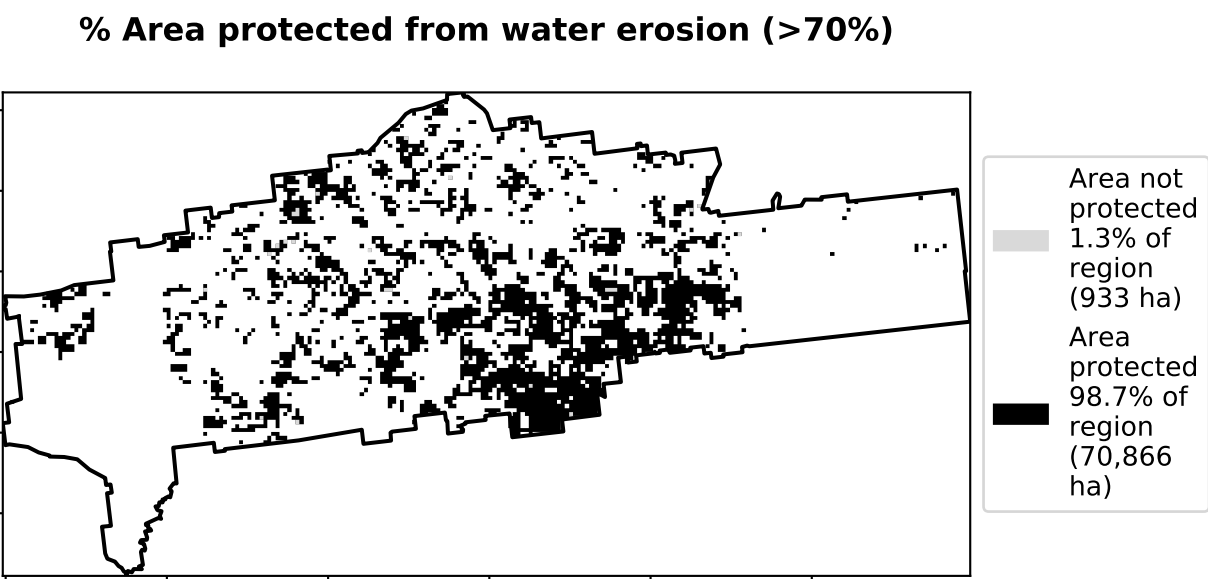 % Area protected from water erosion (>70%)
Area not
protected
1.3% of
region
(933 ha)
Area
protected
98.7% of
region
(70,866
ha)